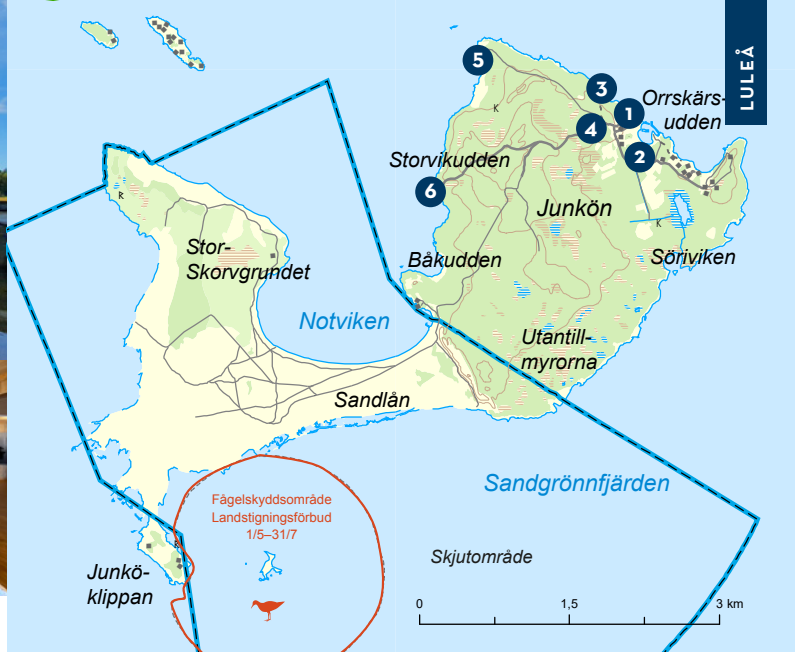 LULEÅ
5
3
1
Orrskärs-
udden
4
2
Storvikudden
6
Junkön
K
R
Stor-
Skorvgrundet
K
Båkudden
Söriviken
Notviken
Utantill-
myrorna
Sandlån
Sandgrönnfjärden
Fågelskyddsområde
Landstigningsförbud
1/5–31/7
R
Skjutområde
Junkö-
klippan
0
1,5
3 km